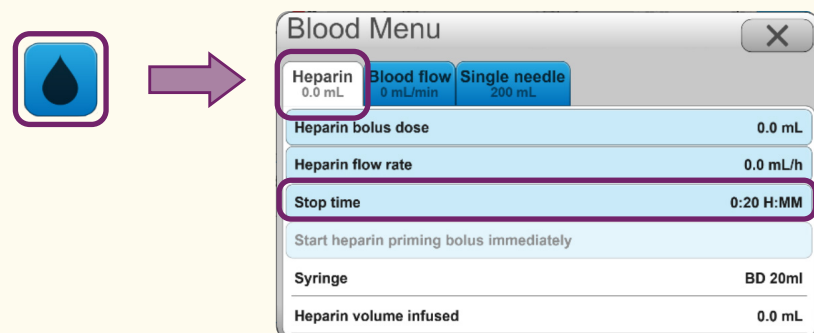 Blood Menu
Heparin Blood flow Single needle
0.0 mL 0 mL/min 200 mL
Heparin bolus dose 0.0 mL
Heparin flow rate 0.0 mL/h
Stop time 0:20 H:MM
Start heparin priming bolus immediately
Syringe BD 20ml
Heparin volume infused 0.0 mL